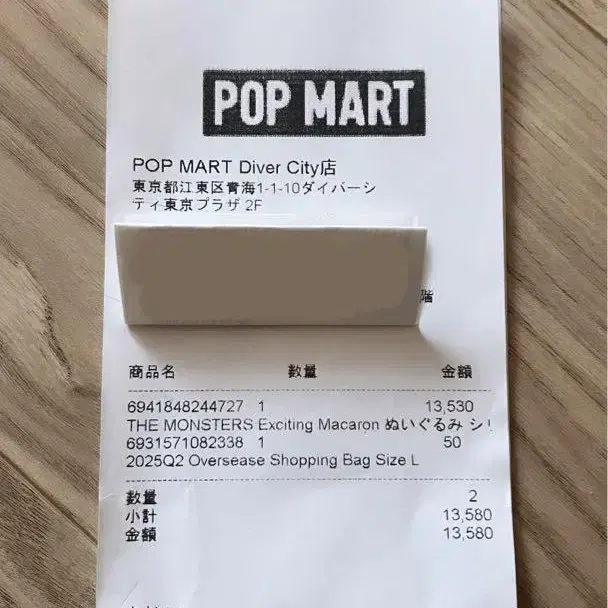 POP MART
POP MART Diver City店
東京都江東区青海1-1-10ダイバーシ
ティ東京プラザ 2F
階
商品名 数量 金額
6941848244727 1 13,530
THE MONSTERS Exciting Macaron ぬいぐるみ シリ
6931571082338 1 50
2025Q2 Oversease Shopping Bag Size L
数量 2
小計 13,580
金額 13,580